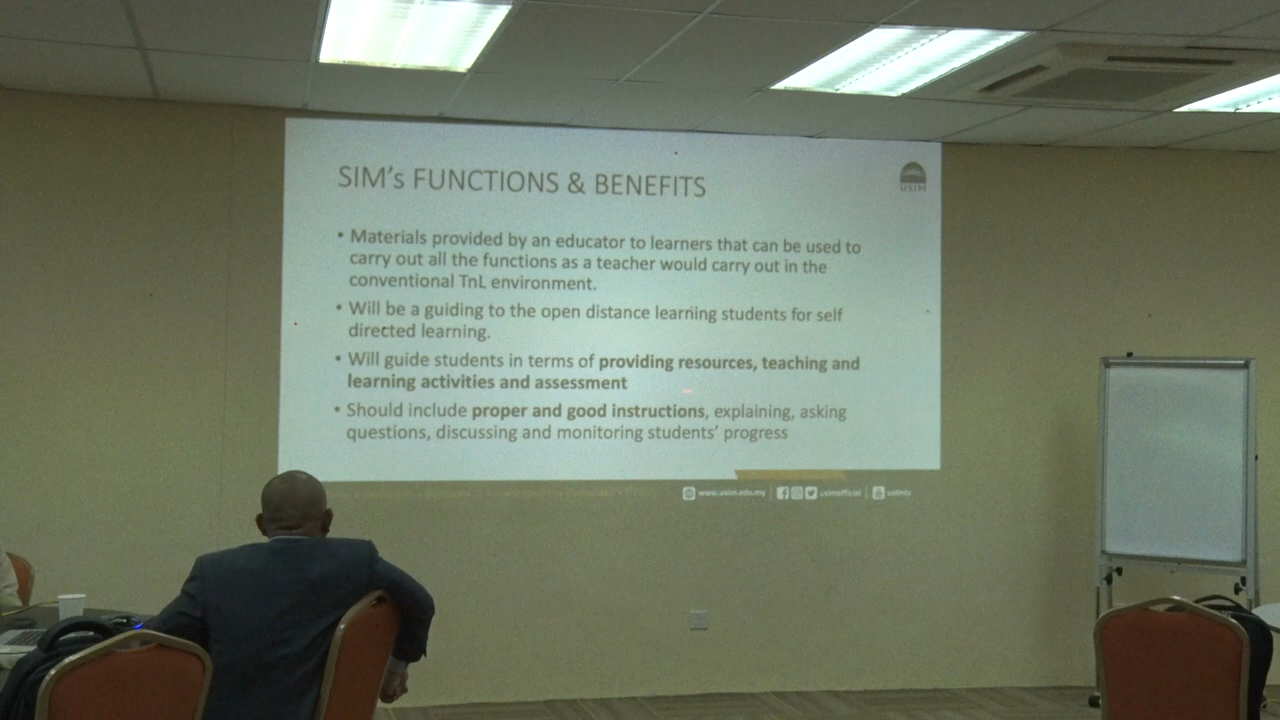 SIM's FUNCTIONS & BENEFITS
USIM
• Materials provided by an educator to learners that can be used to
carry out all the functions as a teacher would carry out in the
conventional TnL environment.
• Will be a guiding to the open distance learning students for self
directed learning.
• Will guide students in terms of providing resources, teaching and
learning activities and assessment
• Should include proper and good instructions, explaining, asking
questions, discussing and monitoring students' progress
www.usim.edu.my | usimofficial | usimtv